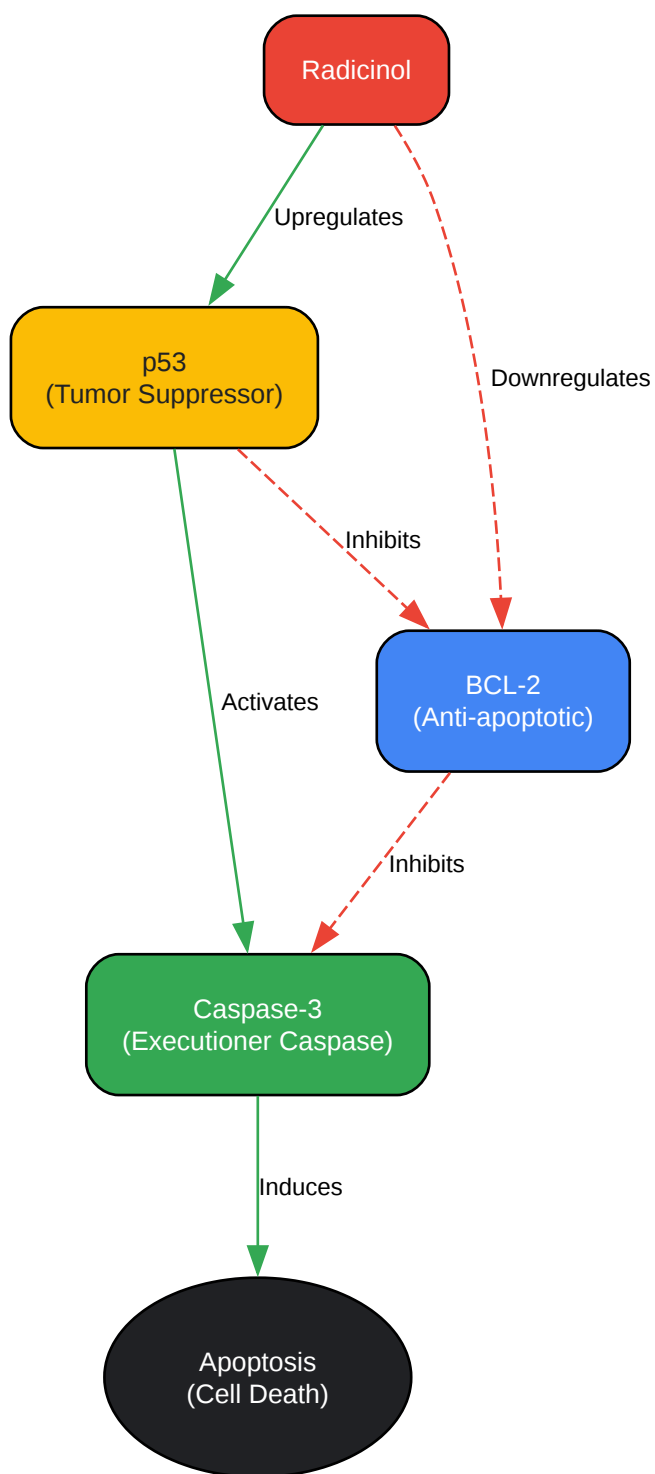 Radicinol
Upregulates
p53
(Tumor Suppressor)
Downregulates
Inhibits
BCL-2
(Anti-apoptotic)
Activates
Inhibits
Caspase-3
(Executioner Caspase)
Induces
Apoptosis
(Cell Death)